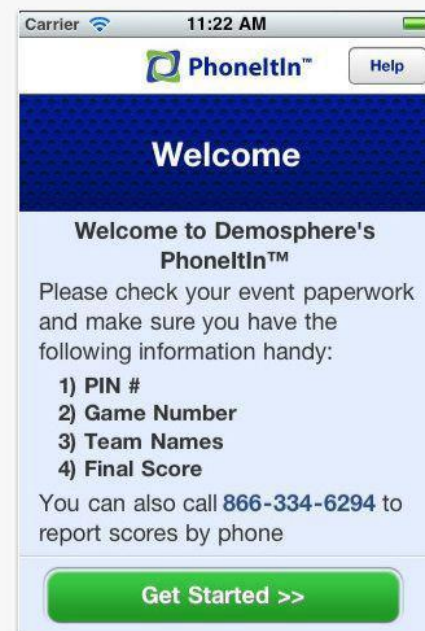 Carrier 11:22 AM
PhoneItIn™ Help
Welcome
Welcome to Demosphere's
PhoneItIn™
Please check your event paperwork
and make sure you have the
following information handy:
1) PIN #
2) Game Number
3) Team Names
4) Final Score
You can also call 866-334-6294 to
report scores by phone
Get Started >>